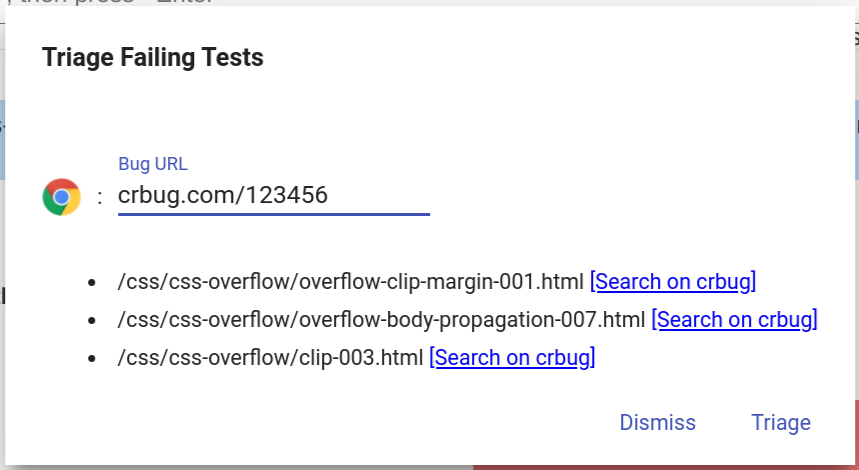 , then press Enter
Triage Failing Tests
Bug URL
: crbug.com/123456
• /css/css-overflow/overflow-clip-margin-001.html [Search on crbug]
• /css/css-overflow/overflow-body-propagation-007.html [Search on crbug]
• /css/css-overflow/clip-003.html [Search on crbug]
Dismiss Triage